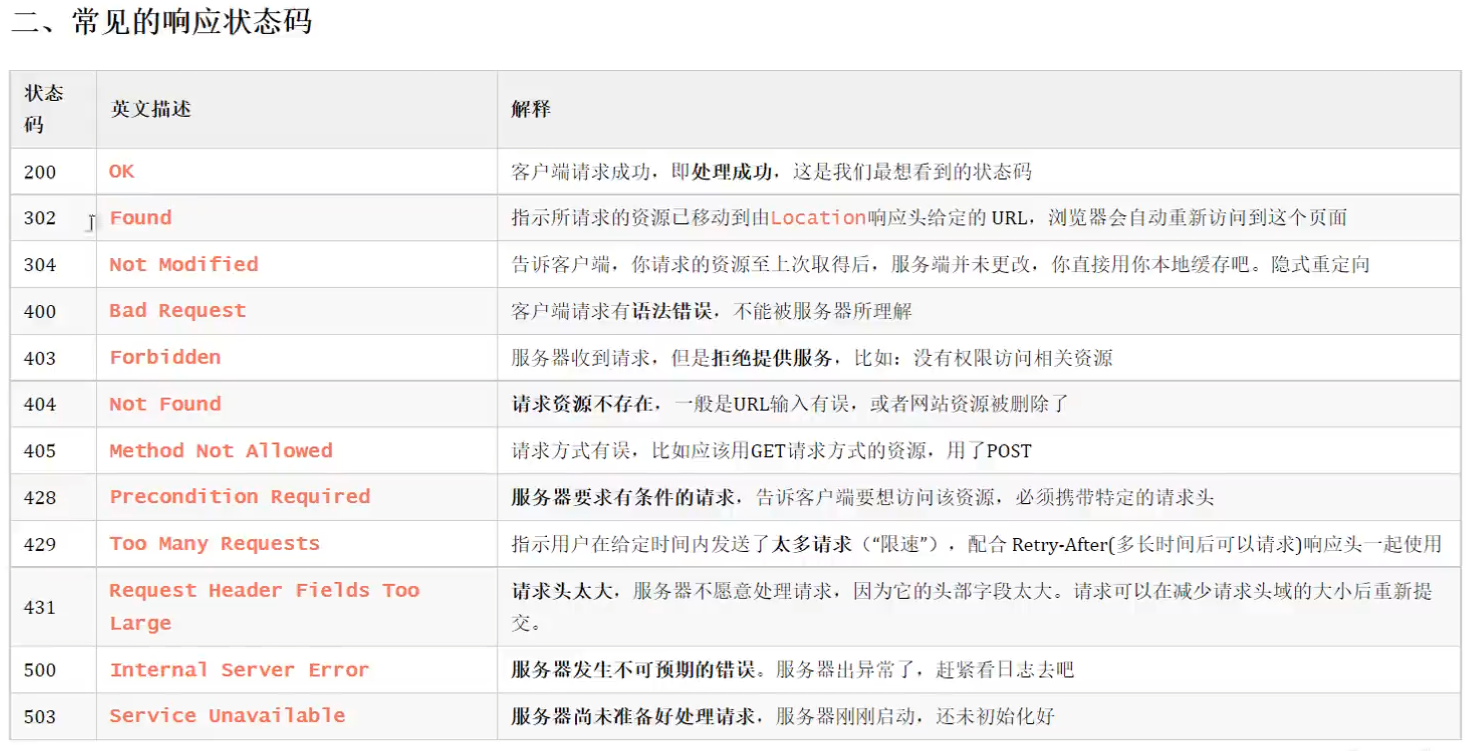 二、常见的响应状态码
状态
码
英文描述
解释
200
OK
客户端请求成功，即处理成功，这是我们最想看到的状态码
302
Found
指示所请求的资源已移动到由Location响应头给定的 URL，浏览器会自动重新访问到这个页面
304
Not Modified
告诉客户端，你请求的资源至上次取得后，服务端并未更改，你直接用你本地缓存吧。隐式重定向
400
Bad Request
客户端请求有语法错误，不能被服务器所理解
403
Forbidden
服务器收到请求，但是拒绝提供服务，比如：没有权限访问相关资源
404
Not Found
请求资源不存在，一般是URL输入有误，或者网站资源被删除了
405
Method Not Allowed
请求方式有误，比如应该用GET请求方式的资源，用了POST
428
Precondition Required
服务器要求有条件的请求，告诉客户端要想访问该资源，必须携带特定的请求头
429
Too Many Requests
指示用户在给定时间内发送了太多请求（“限速”），配合 Retry-After(多长时间后可以请求)响应头一起使用
431
Request Header Fields Too
Large
请求头太大，服务器不愿意处理请求，因为它的头部字段太大。请求可以在减少请求头域的大小后重新提
交。
500
Internal Server Error
服务器发生不可预期的错误。服务器出异常了，赶紧看日志去吧
503
Service Unavailable
服务器尚未准备好处理请求，服务器刚刚启动，还未初始化好